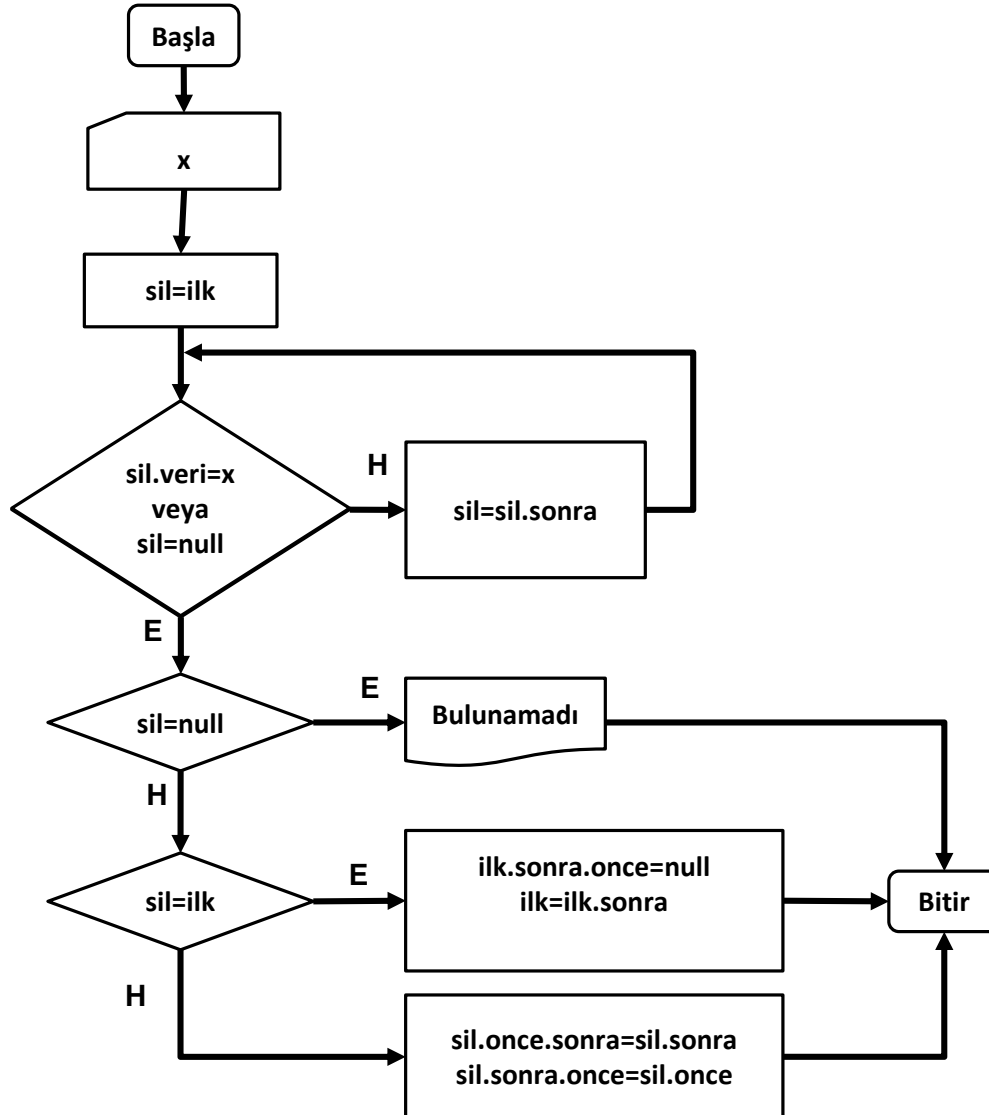 Başla
x
sil=ilk
sil.veri=x
veya
sil=null
H
sil=sil.sonra
E
sil=null
E
Bulunamadı
H
sil=ilk
E
ilk.sonra.once=null
ilk=ilk.sonra
Bitir
H
sil.once.sonra=sil.sonra
sil.sonra.once=sil.once